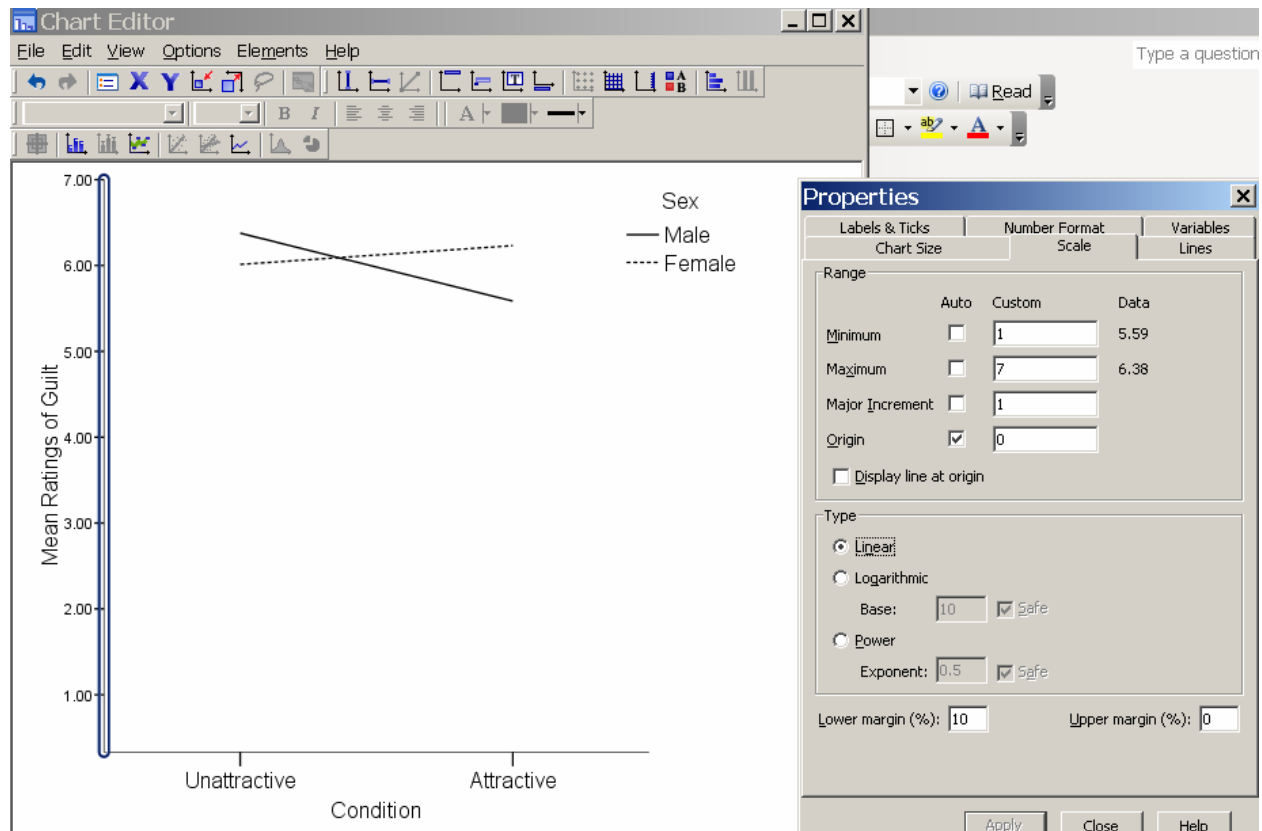 Chart Editor
File Edit View Options Elements Help
B I A
A B
7.00
6.00
5.00
4.00
3.00
2.00
1.00
Mean Ratings of Guilt
Unattractive Attractive
Condition
Sex
Male
Female
Type a question
Read
ab A
Properties
Labels & Ticks Number Format Variables
Chart Size Scale Lines
Range
Auto Custom Data
Minimum 1 5.59
Maximum 7 6.38
Major Increment 1
Origin 0
Display line at origin
Type
Linear
Logarithmic
Base: 10 Safe
Power
Exponent: 0.5 Safe
Lower margin (%): 10 Upper margin (%): 0
Apply Close Help